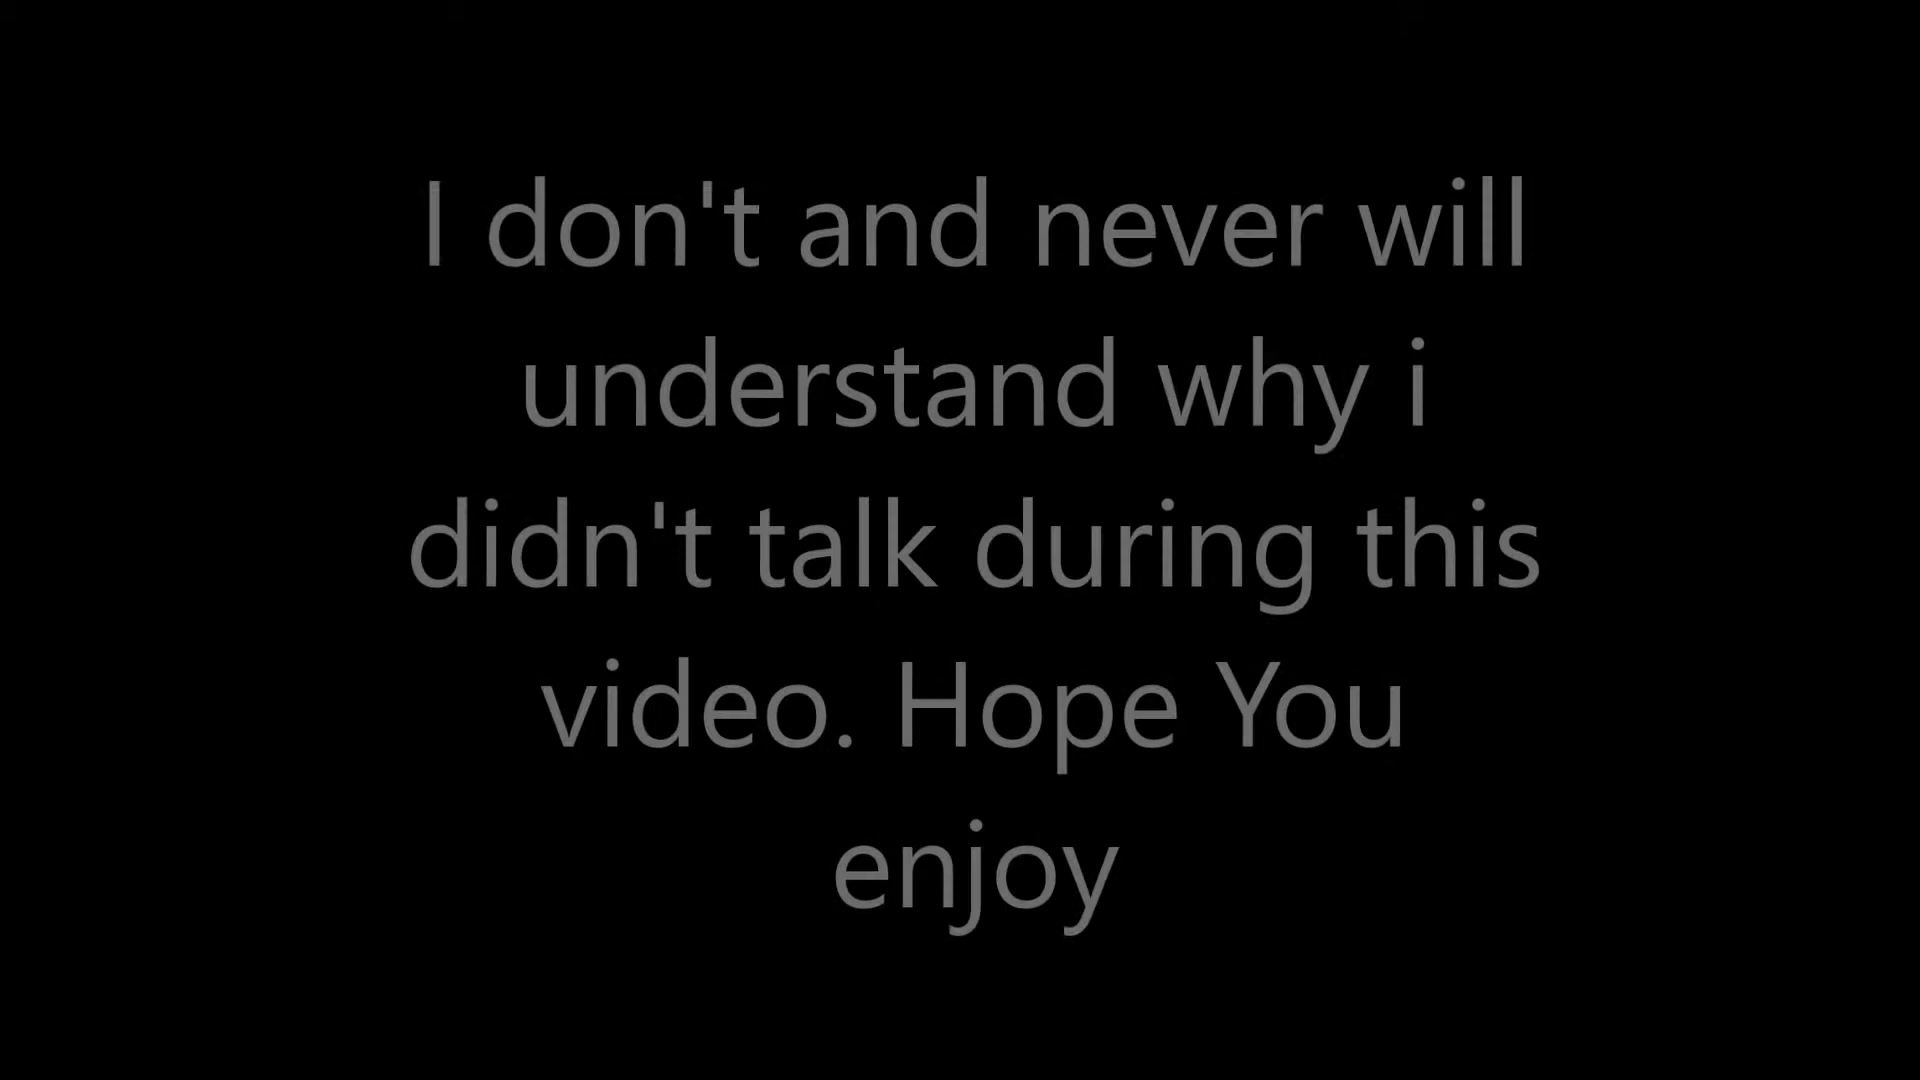 I don't and never will
understand why i
didn't talk during this
video. Hope You
enjoy